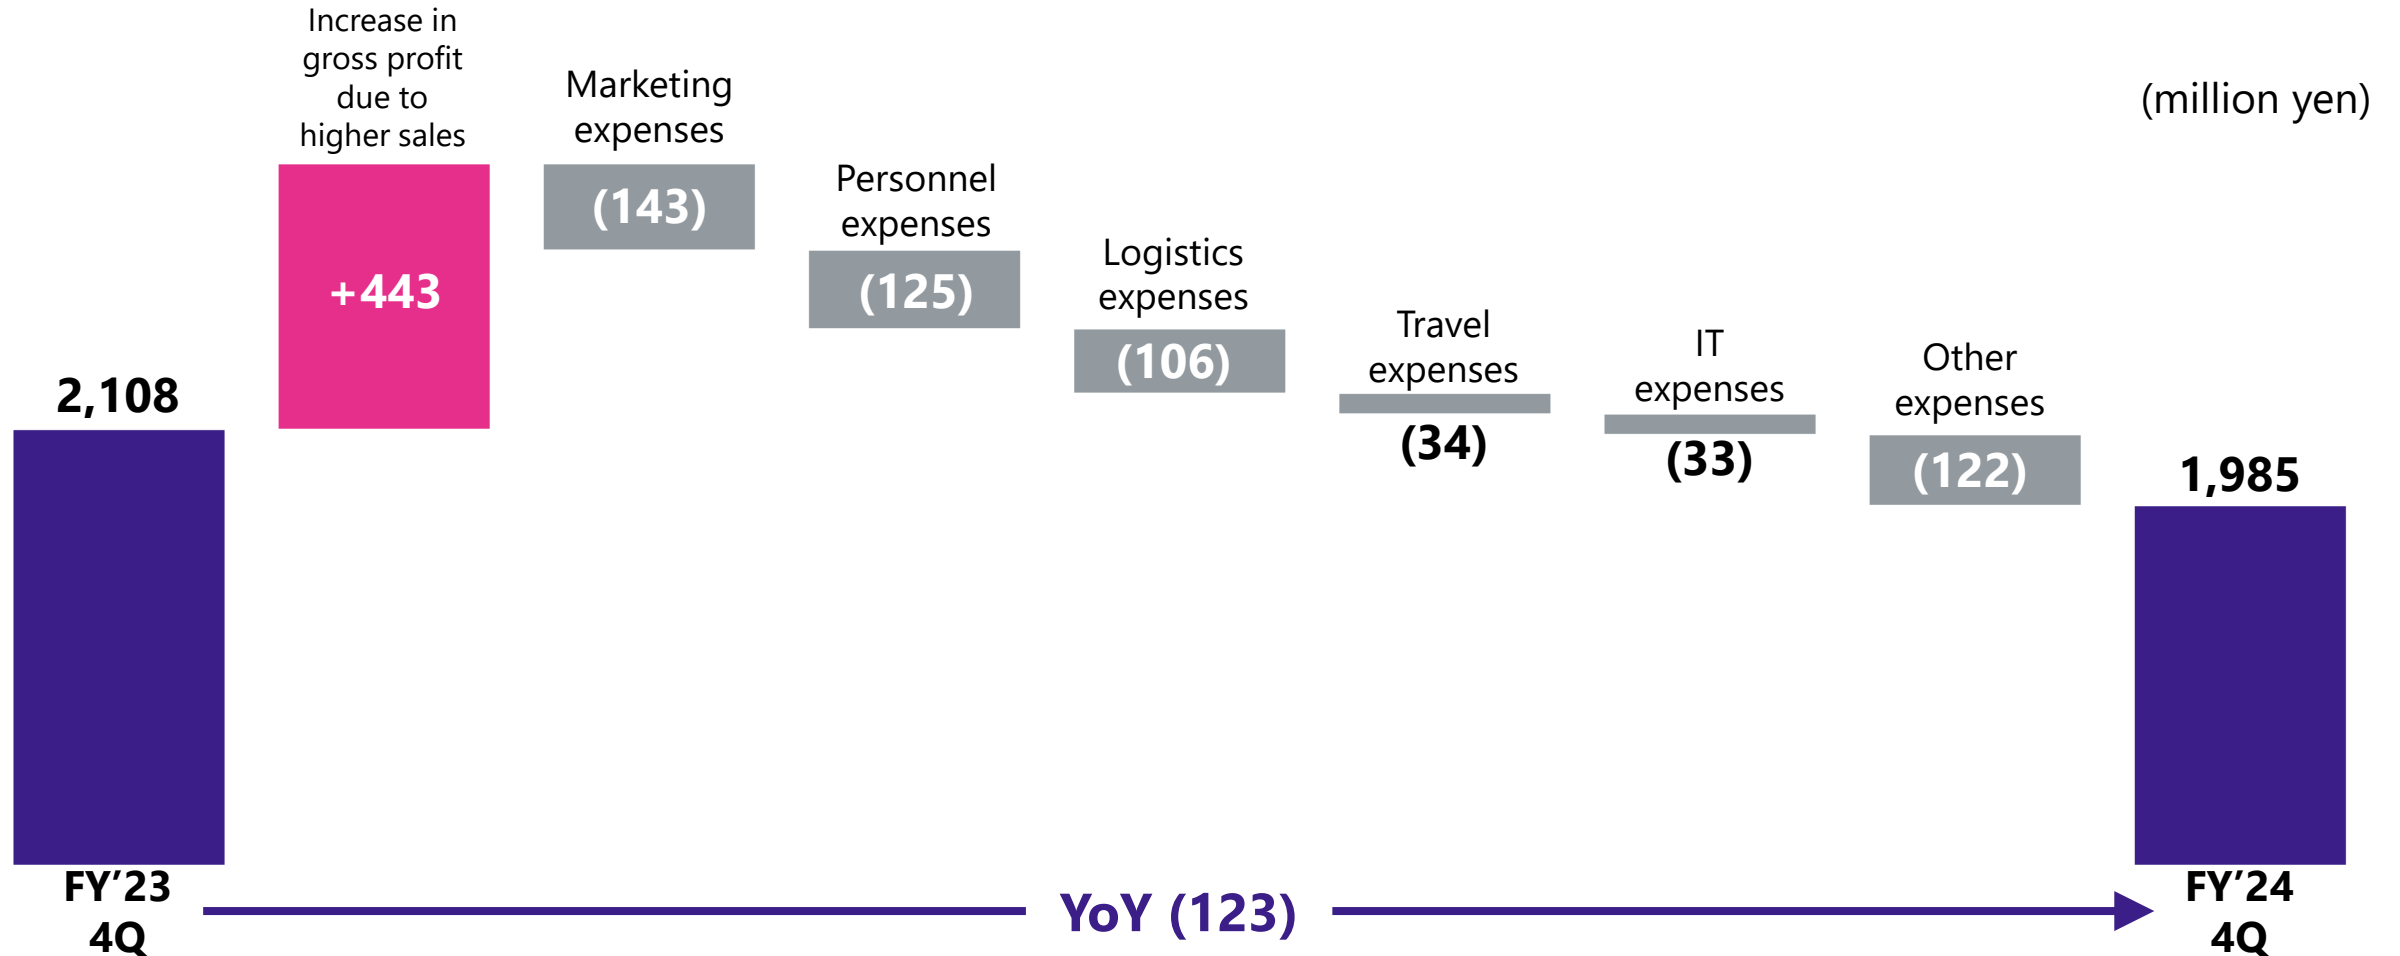 Increase in
gross profit
due to
higher sales
Marketing
expenses
(million yen)
Personnel
expenses
(143)
Logistics
expenses
+443
(125)
Travel
expenses
IT
expenses
Other
expenses
(106)
2,108
(34)
(33)
(122)
1,985
FY’23
4Q
YoY (123)
FY’24
4Q